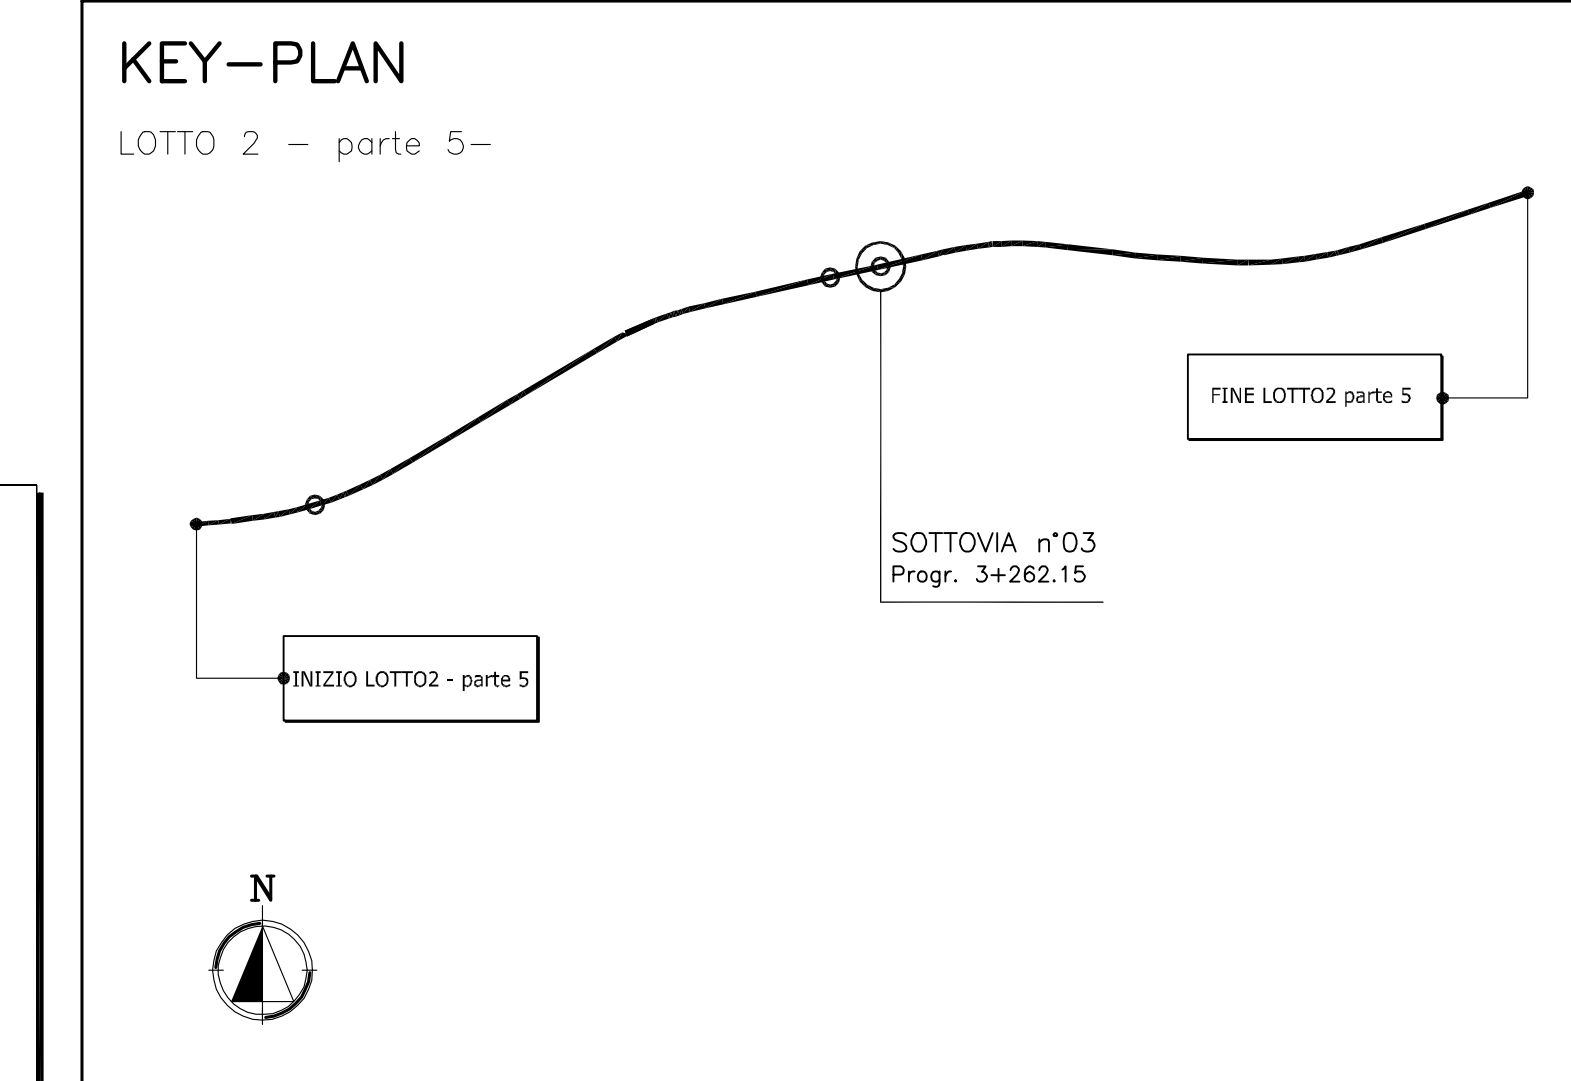 KEY-PLAN
LOTTO 2 - parte 5-
FINE LOTTO2 parte 5
SOTTOVIA n°03
Progr. 3+262.15
INIZIO LOTTO2 - parte 5
N